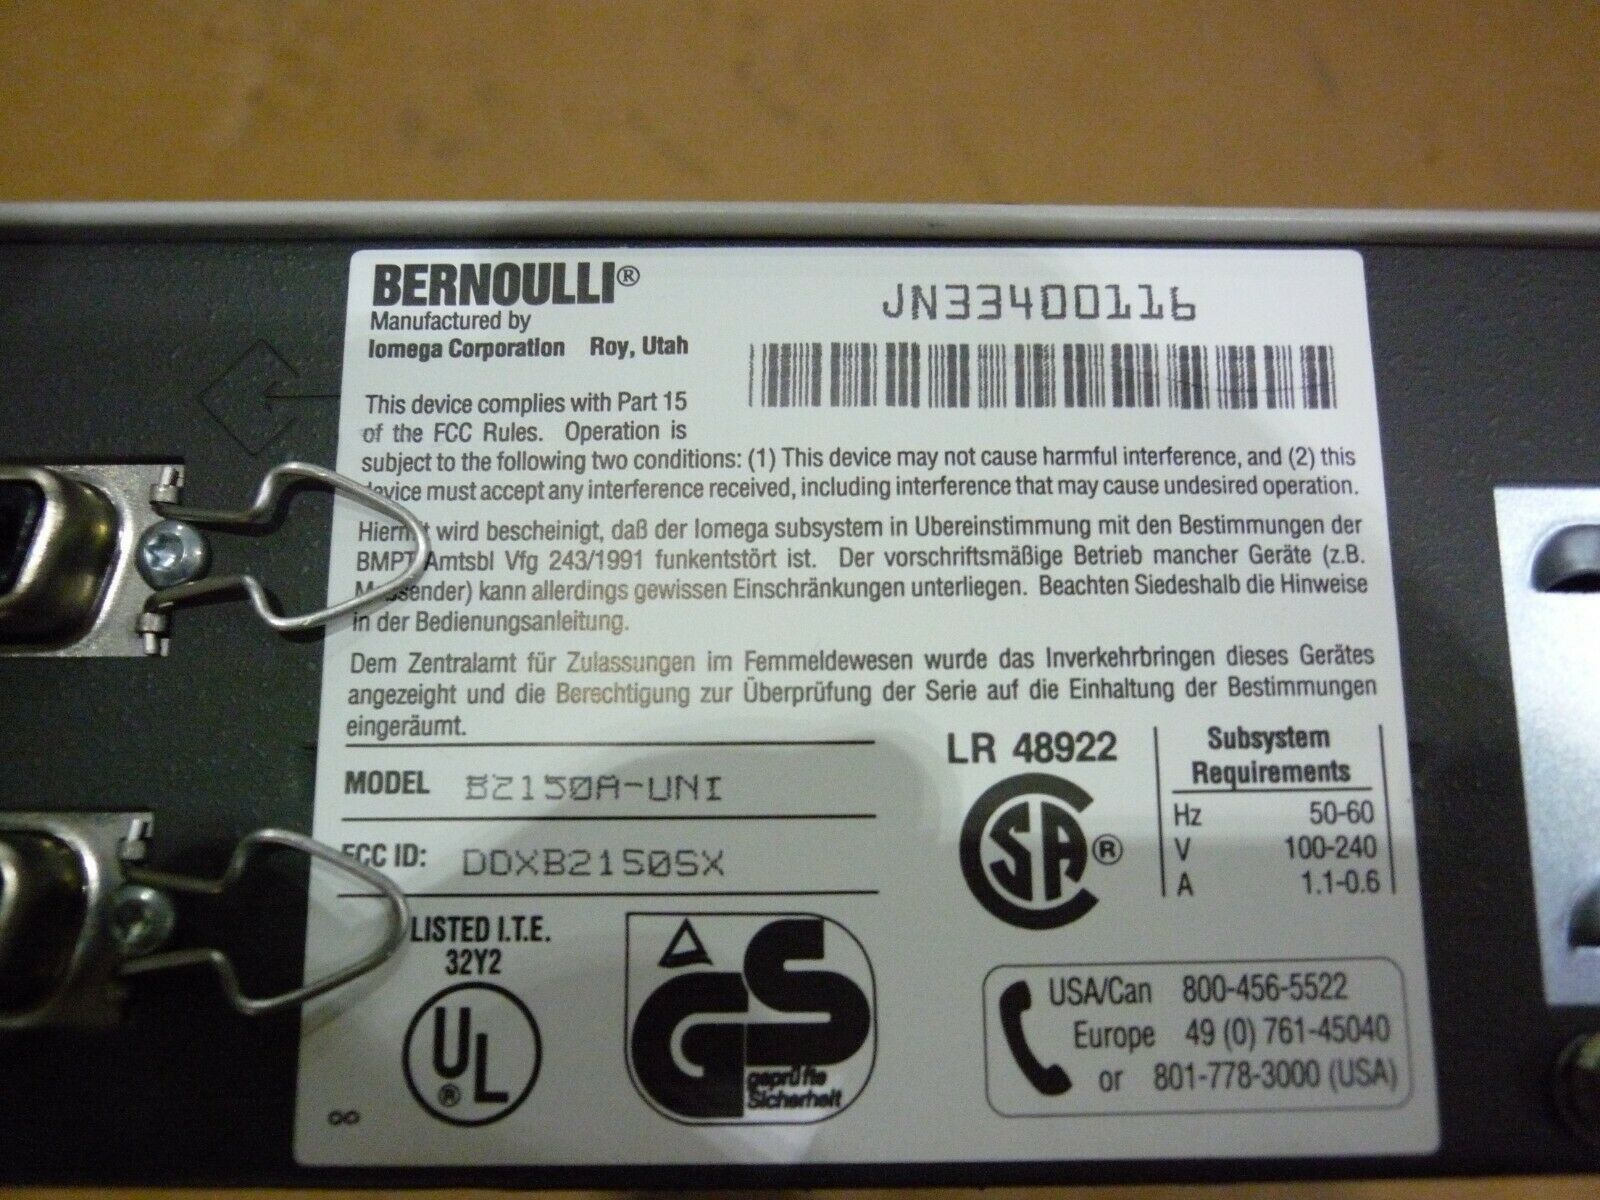 BERNOULLI®
JN33400116
Manufactured by
Iomega Corporation Roy, Utah
This device complies with Part 15
of the FCC Rules. Operation is
subject to the following two conditions: (1) This device may not cause harmful interference, and (2) this
device must accept any interference received, including interference that may cause undesired operation.
wird bescheinigt, daß der Iomega subsystem in Ubereinstimmung mit den Bestimmungen der
BMPT Amtsbl Vfg 243/1991 funkentstört ist. Der vorschriftsmäßige Betrieb mancher Geräte (z.B.
kann allerdings gewissen Einschränkungen unterliegen. Beachten Siedeshalb die Hinweise
in der Bedienungsanleitung.
Dem Zentralamt für Zulassungen im Femmeldewesen wurde das Inverkehrbringen dieses Gerätes
angezeight und die Berechtigung zur Überprüfung der Serie auf die Einhaltung der Bestimmungen
eingeräumt.
MODEL B2150A-UNI
FCC ID: DDXB2150SX
LR 48922
SA ®
Subsystem
Requirements
Hz 50-60
V 100-240
A 1.1-0.6
LISTED I.T.E.
32Y2
UL ®
GS
geprüfte
Sicherheit
USA/Can 800-456-5522
Europe 49 (0) 761-45040
or 801-778-3000 (USA)